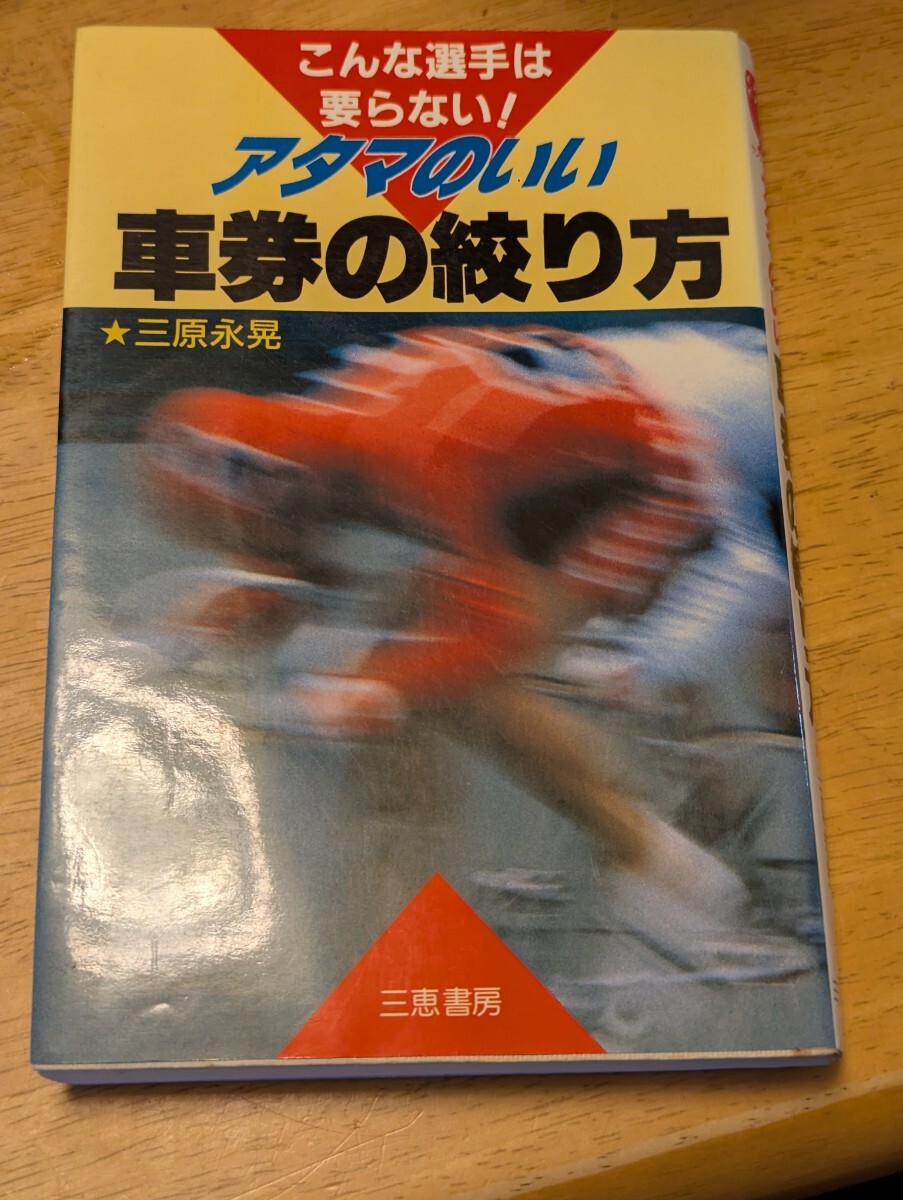 こんな選手は
要らない!
アタマのいい
車券の絞り方
★三原永晃
三恵書房